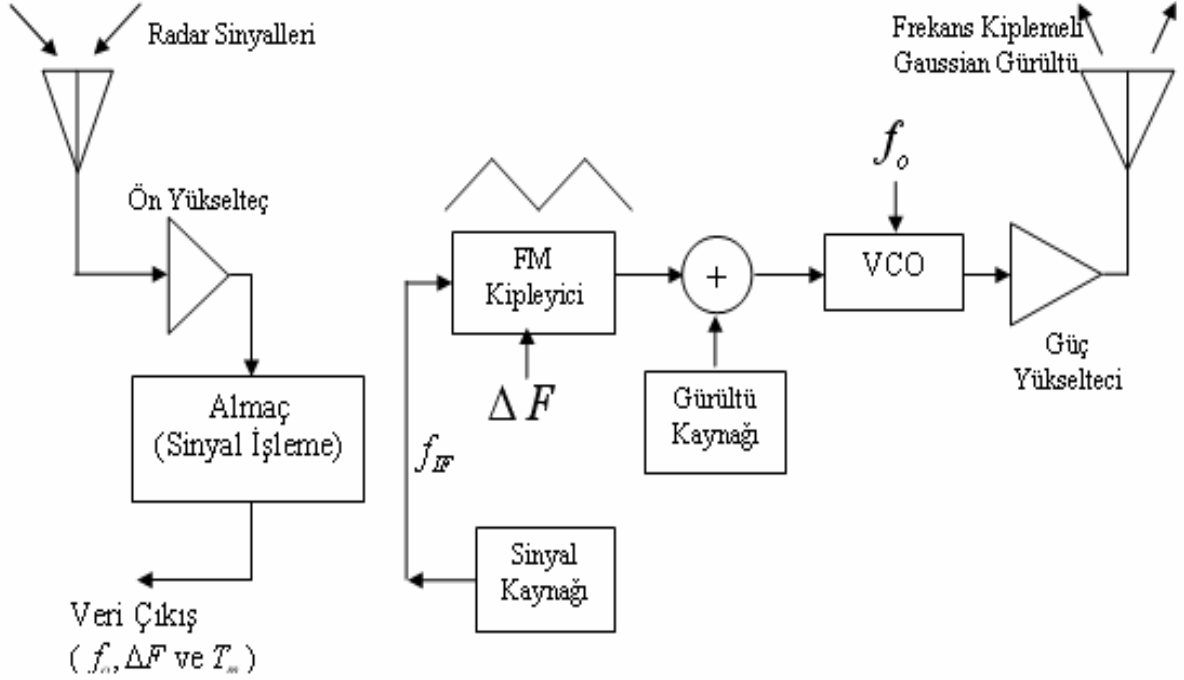 Radar Sinyalleri
Frekans Kiplemeli
Gaussian Gürültü
Ön Yükselteç
f_o
FM
Kipleyici
+
VCO
Güç
Yükselteci
Δ F
Gürültü
Kaynağı
Almaç
(Sinyal İşleme)
f_IF
Sinyal
Kaynağı
Veri Çıkış
( f_o, ΔF ve T_m )